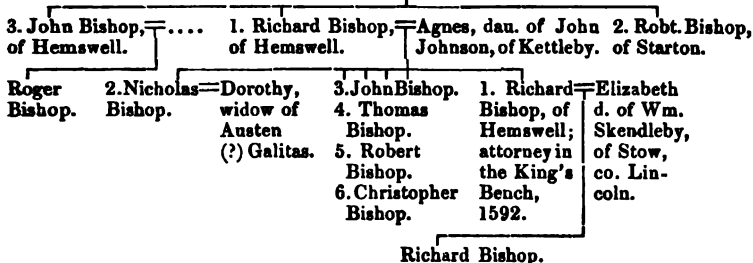 3. John Bishop, .... 1. Richard Bishop, Agnes, dau. of John 2. Robt. Bishop,
of Hemswell. of Hemswell. Johnson, of Kettleby. of Starton.
Roger 2. Nicholas Dorothy, 3. John Bishop. 1. Richard Elizabeth
Bishop. Bishop. widow of 4. Thomas Bishop, of d. of Wm.
Austen Bishop. Hemswell; Skendleby,
(?) Galitas. 5. Robert attorney in of Stow,
Bishop. the King's co. Lin-
6. Christopher Bench, coln.
Bishop. 1592.
Richard Bishop.